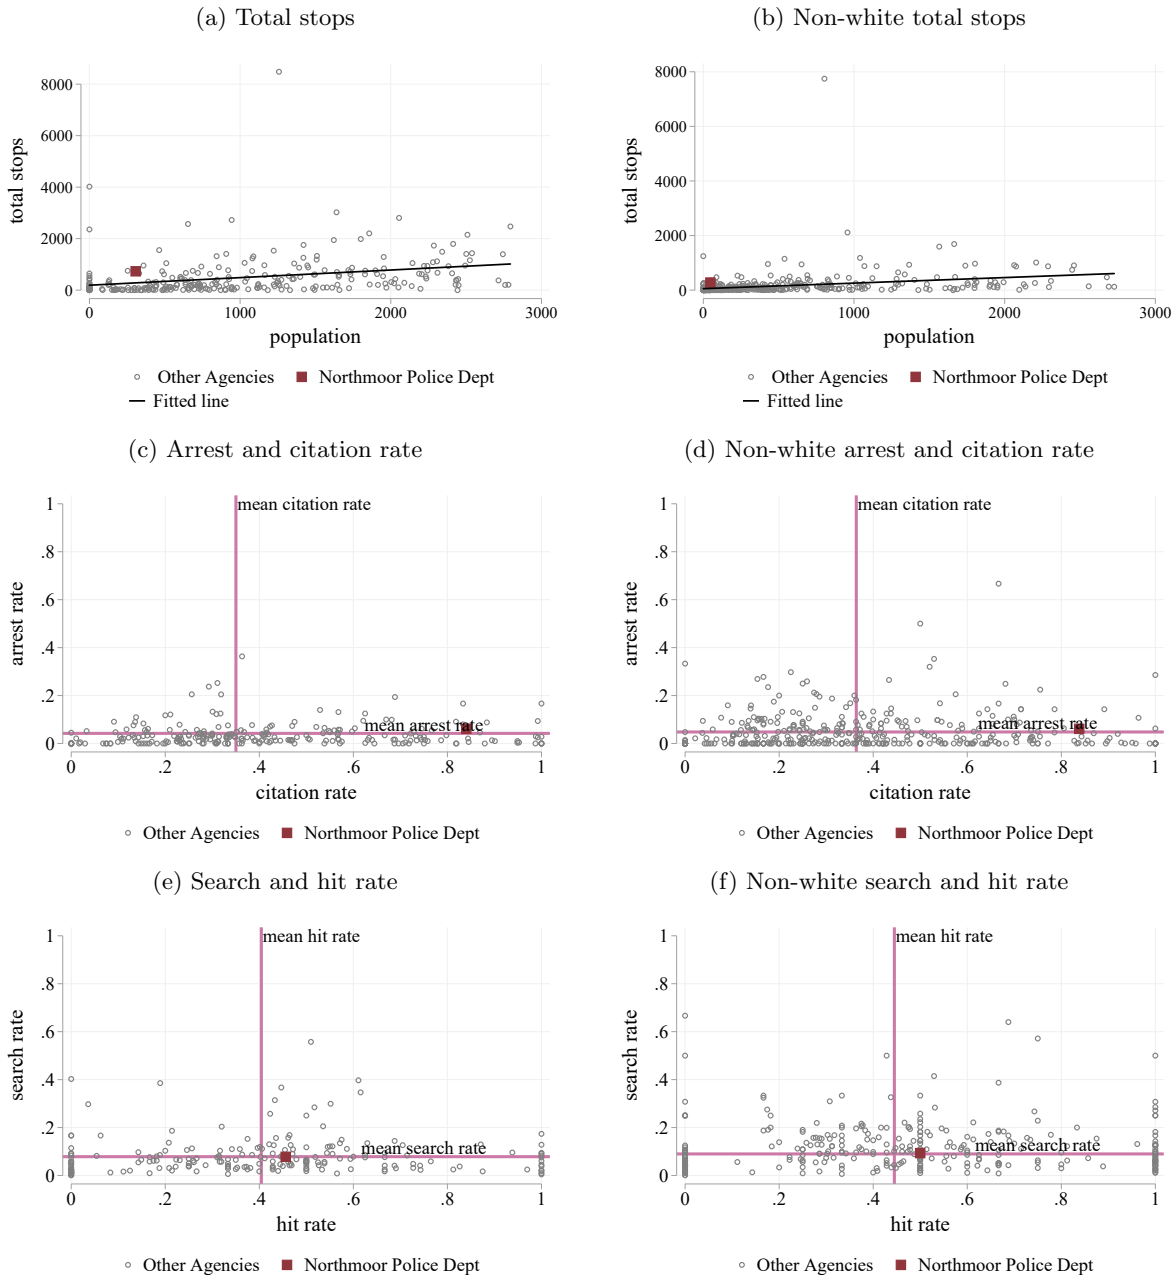 (a) Total stops
(b) Non-white total stops
8000
6000
4000
2000
0
total stops
0 1000 2000 3000
population
Other Agencies Northmoor Police Dept
Fitted line
8000
6000
4000
2000
0
total stops
0 1000 2000 3000
population
Other Agencies Northmoor Police Dept
Fitted line
(c) Arrest and citation rate
(d) Non-white arrest and citation rate
1
.8
.6
.4
.2
0
arrest rate
mean citation rate
mean arrest rate
0 .2 .4 .6 .8 1
citation rate
Other Agencies Northmoor Police Dept
1
.8
.6
.4
.2
0
arrest rate
mean citation rate
mean arrest rate
0 .2 .4 .6 .8 1
citation rate
Other Agencies Northmoor Police Dept
(e) Search and hit rate
(f) Non-white search and hit rate
1
.8
.6
.4
.2
0
search rate
mean hit rate
mean search rate
0 .2 .4 .6 .8 1
hit rate
Other Agencies Northmoor Police Dept
1
.8
.6
.4
.2
0
search rate
mean hit rate
mean search rate
0 .2 .4 .6 .8 1
hit rate
Other Agencies Northmoor Police Dept